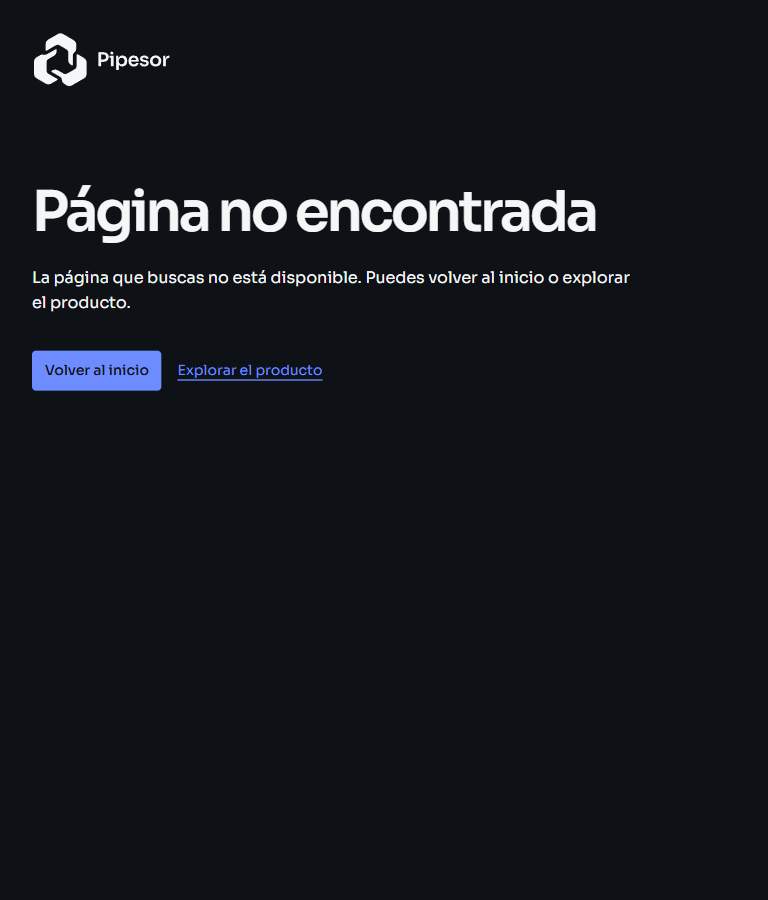 Pipesor
Página no encontrada
La página que buscas no está disponible. Puedes volver al inicio o explorar
el producto.
Volver al inicio
Explorar el producto